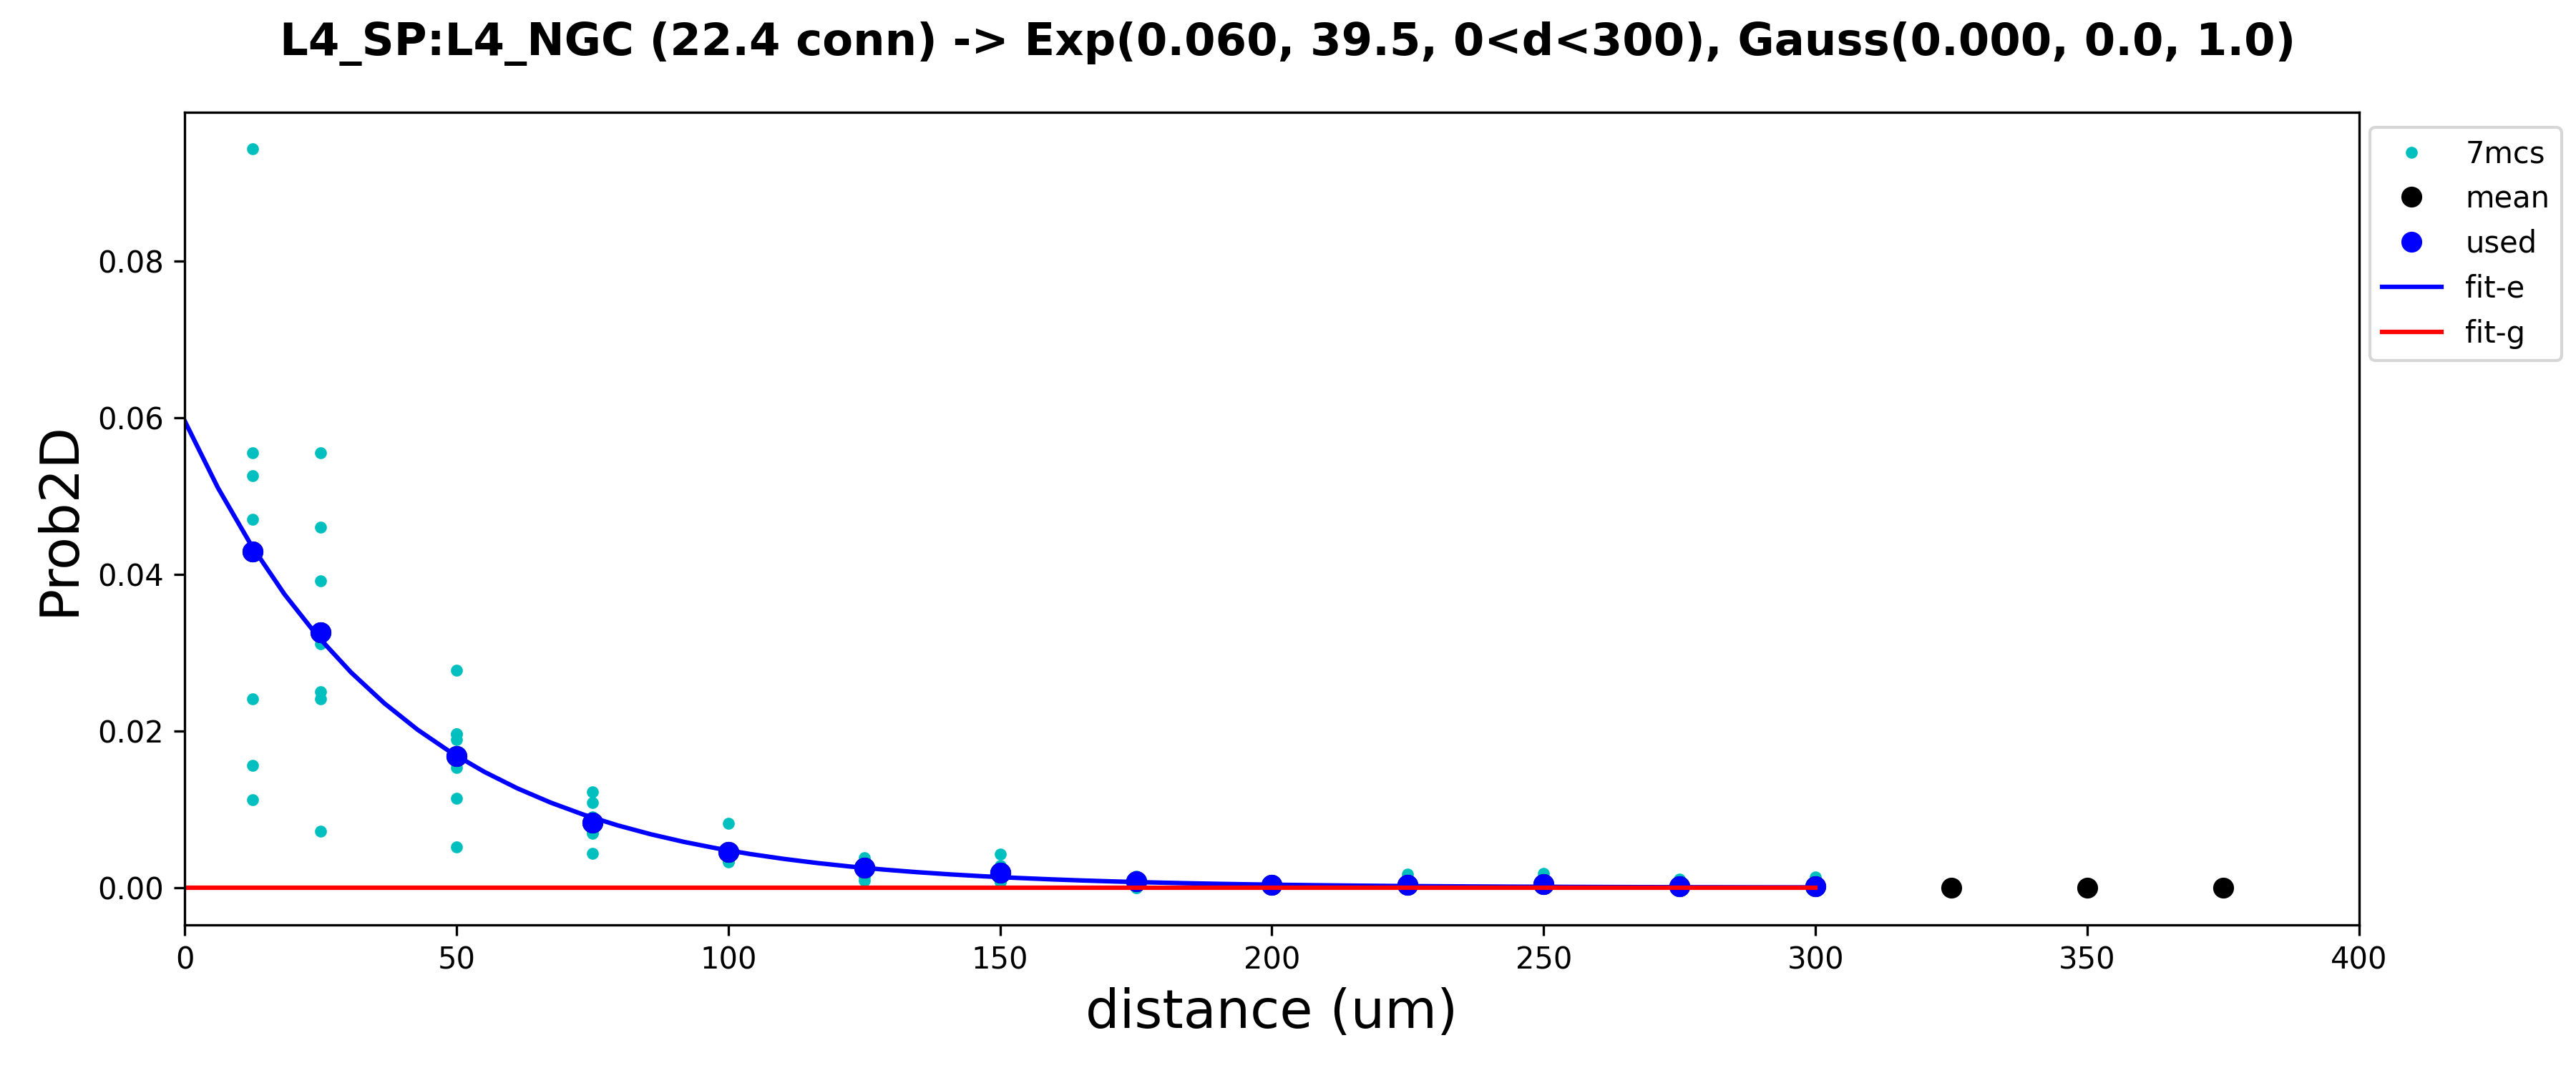 L4_SP:L4_NGC (22.4 conn) -> Exp(0.060, 39.5, 0<d<300), Gauss(0.000, 0.0, 1.0)
7mcs
mean
used
fit-e
fit-g
Prob2D
0.08
0.06
0.04
0.02
0.00
0
50
100
150
200
250
300
350
400
distance (um)